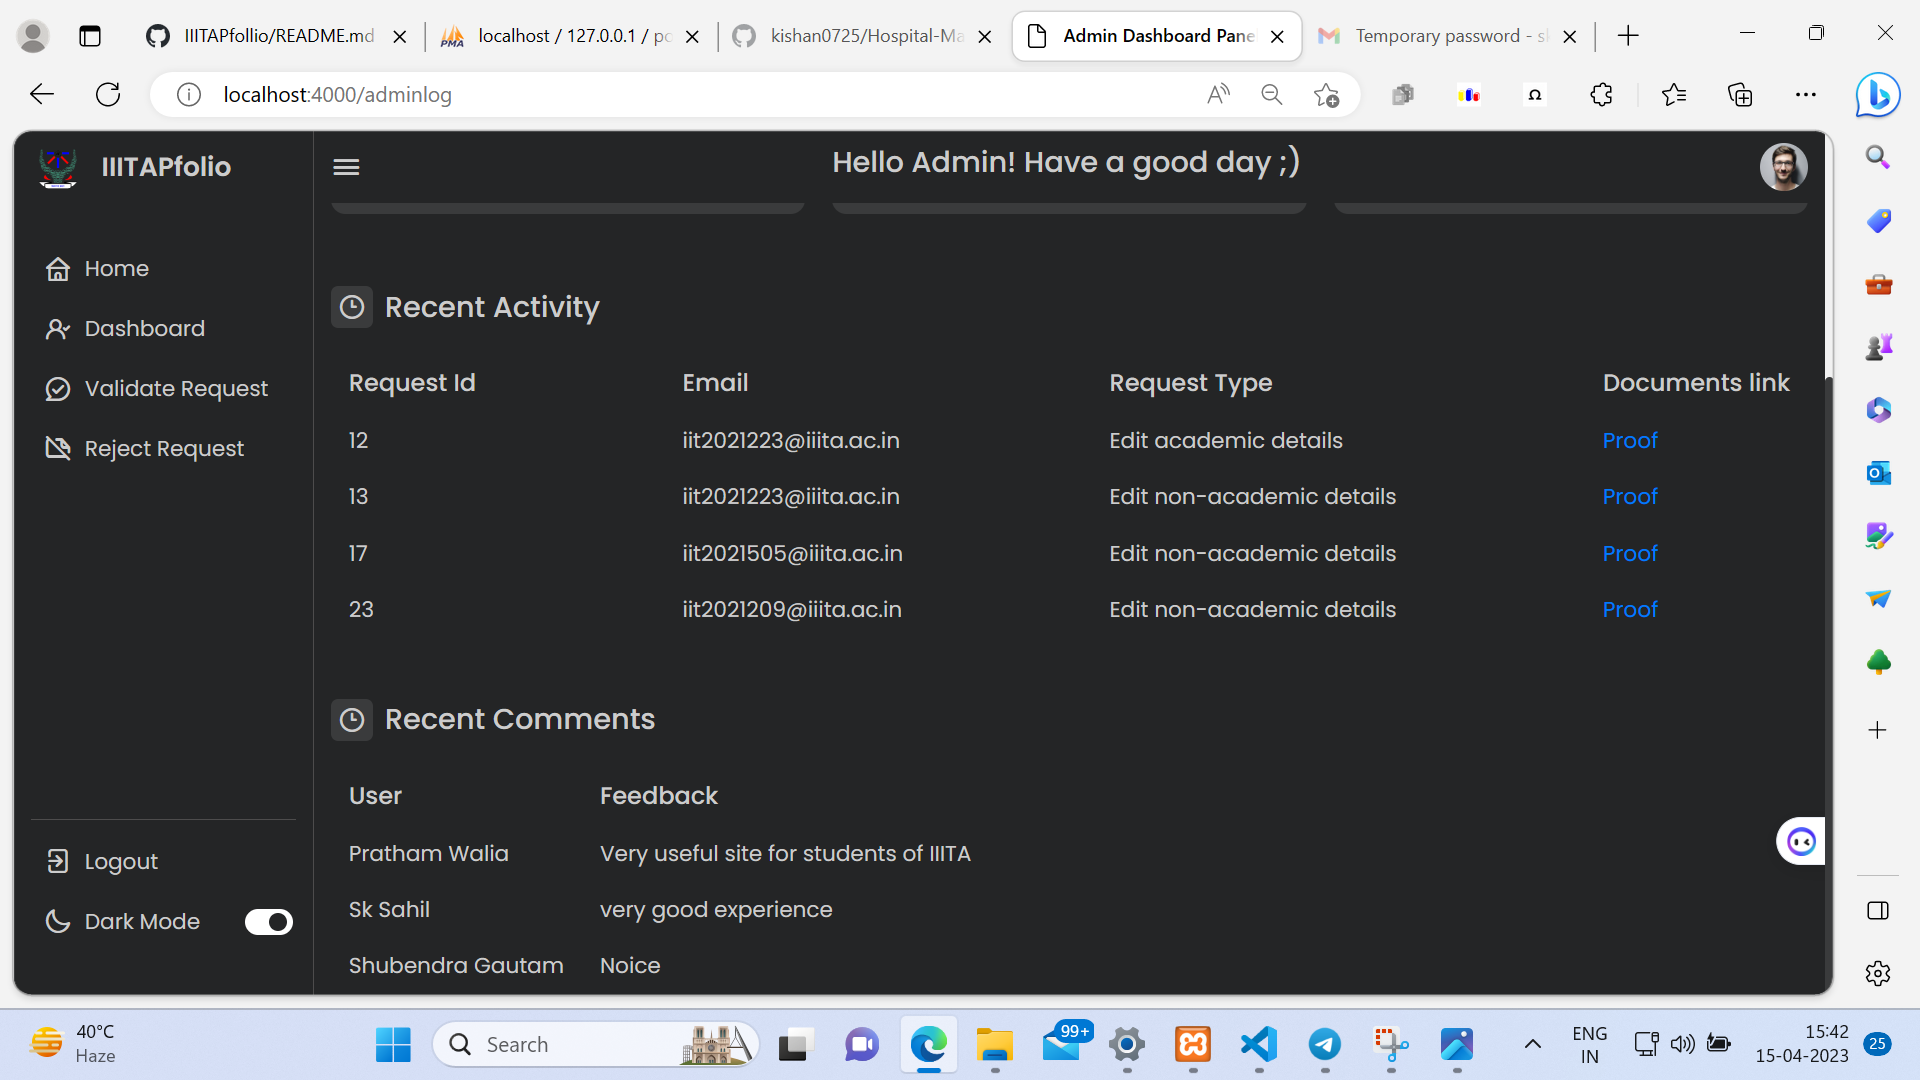 IIITAPfollio/README.md
PMA localhost / 127.0.0.1 / po
kishan0725/Hospital-Ma
Admin Dashboard Pane
Temporary password - sk
localhost:4000/adminlog
IIITAPfolio
Hello Admin! Have a good day ;)
Home
Dashboard
Validate Request
Reject Request
Recent Activity
Request Id Email Request Type Documents link
12 iit2021223@iiita.ac.in Edit academic details Proof
13 iit2021223@iiita.ac.in Edit non-academic details Proof
17 iit2021505@iiita.ac.in Edit non-academic details Proof
23 iit2021209@iiita.ac.in Edit non-academic details Proof
Recent Comments
User Feedback
Pratham Walia Very useful site for students of IIITA
Sk Sahil very good experience
Shubendra Gautam Noice
Logout
Dark Mode
40°C
Haze
Search
99+
ENG
IN
15:42
15-04-2023
25